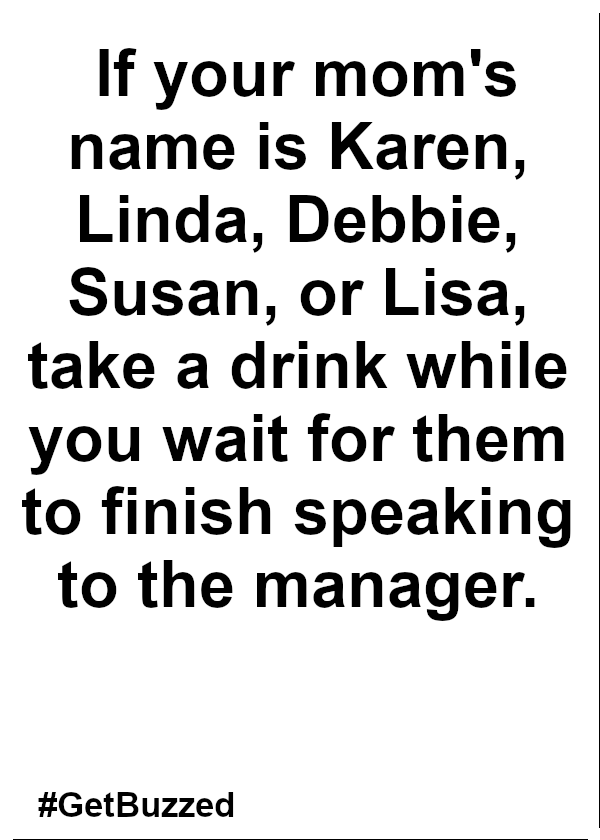 If your mom's
name is Karen,
Linda, Debbie,
Susan, or Lisa,
take a drink while
you wait for them
to finish speaking
to the manager.
#GetBuzzed